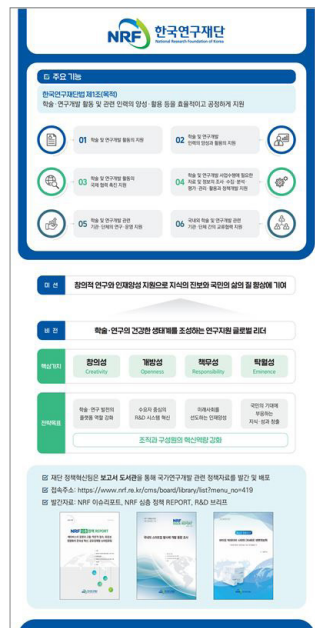 NRF 한국연구재단
National Research Foundation of Korea
주요 기능
한국연구재단법 제1조(목적)
학술·연구개발 활동 및 관련 인력의 양성·활용 등을 효율적이고 공정하게 지원
01 학술 및 연구개발 활동의 지원
02 학술 및 연구개발
인력의 양성과 활용의 지원
03 학술 및 연구개발 활동의
국제 협력 촉진 지원
04 학술 및 연구개발 사업수행에 필요한
자료 및 정보의 조사·수집·분석·
평가·관리·활용과 정책개발 지원
05 학술 및 연구개발 관련
기관·단체의 연구·운영 지원
06 국내외 학술 및 연구개발 관련
기관·단체 간의 교류협력 지원
미 션
창의적 연구와 인재양성 지원으로 지식의 진보와 국민의 삶의 질 향상에 기여
비 전
학술·연구의 건강한 생태계를 조성하는 연구지원 글로벌 리더
핵심가치
창의성 개방성 책무성 탁월성
Creativity Openness Responsibility Eminence
전략목표
학술·연구 발전의
플랫폼 역할 강화
수요자 중심의
R&D 시스템 혁신
미래사회를
선도하는 인재양성
국민의 기대에
부응하는
지식·성과 창출
조직과 구성원의 혁신역량 강화
재단 정책혁신팀은 보고서 도서관을 통해 국가연구개발 관련 정책자료를 발간 및 배포
접속주소: https://www.nrf.re.kr/cms/board/library/list?menu_no=419
발간자료: NRF 이슈리포트, NRF 심층 정책 REPORT, R&D 브리프